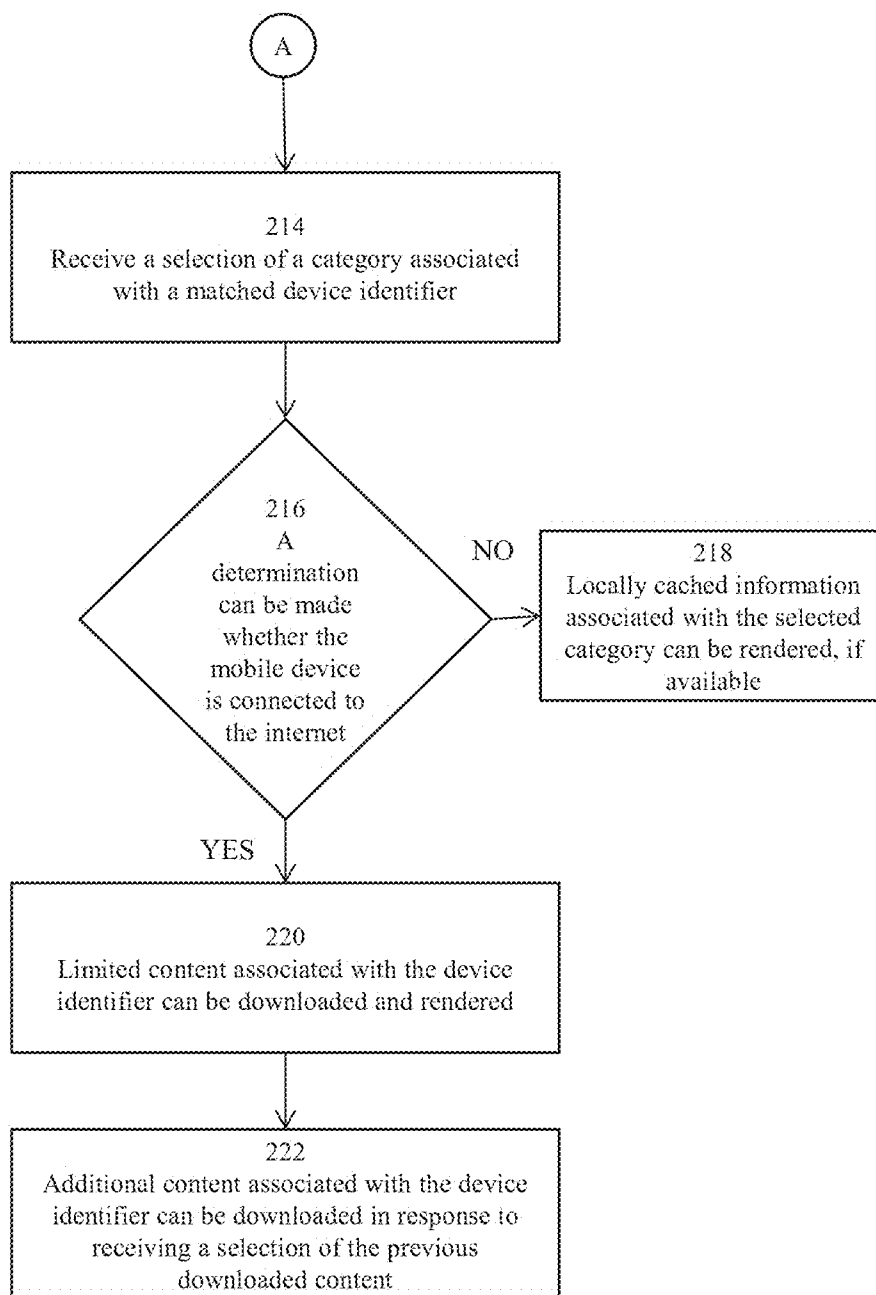 A
214
Receive a selection of a category associated
with a matched device identifier
216
A
determination
can be made
whether the
mobile device
is connected to
the internet
NO
218
Locally cached information
associated with the selected
category can be rendered, if
available
YES
220
Limited content associated with the device
identifier can be downloaded and rendered
222
Additional content associated with the device
identifier can be downloaded in response to
receiving a selection of the previous
downloaded content